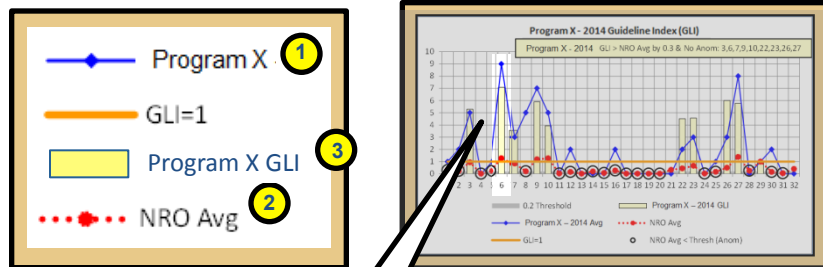 Program X
1
GLI=1
Program X GLI
3
NRO Avg
2
Program X - 2014 Guideline Index (GLI)
Program X - 2014 GLI > NRO Avg by 0.3 & No Anom: 3,6,7,9,10,22,23,26,27
10
9
8
7
6
5
4
3
2
1
0
2 3 4 5 6 7 8 9 10 11 12 13 14 15 16 17 18 19 20 21 22 23 24 25 26 27 28 29 30 31 32
0.2 Threshold
Program X – 2014 GLI
Program X – 2014 Avg
NRO Avg
GLI=1
NRO Avg < Thresh (Anom)